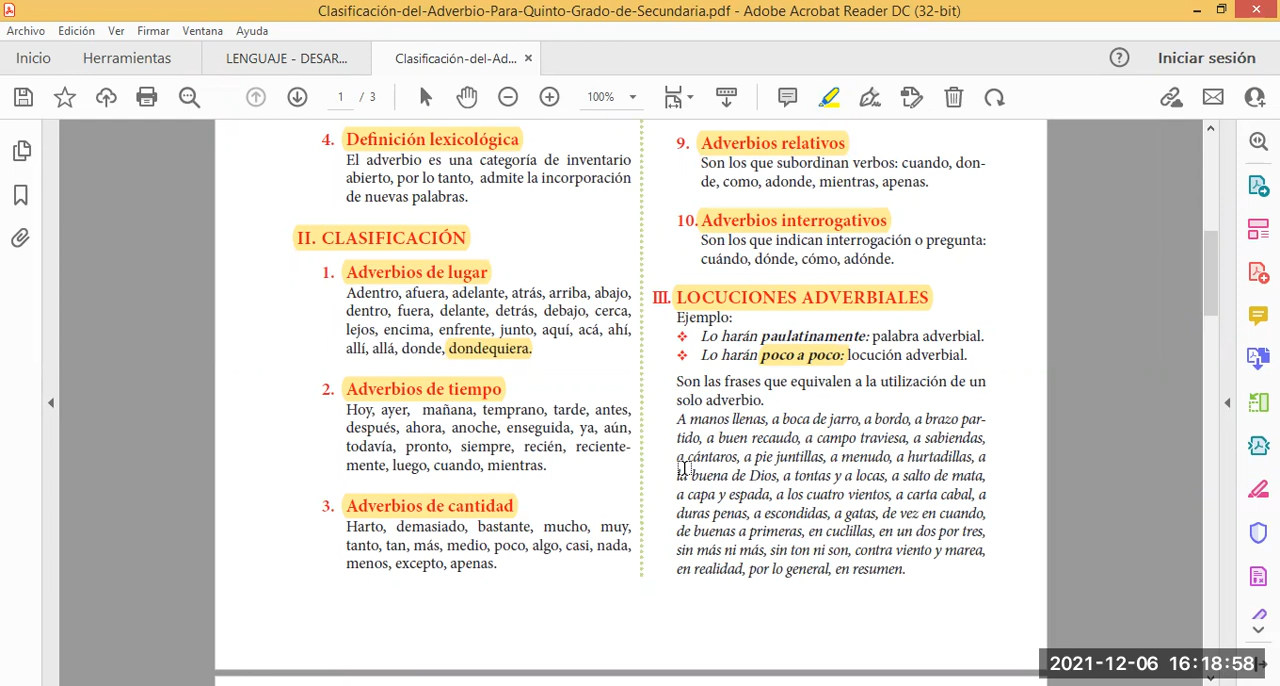 Clasificación-del-Adverbio-Para-Quinto-Grado-de-Secundaria.pdf - Adobe Acrobat Reader DC (32-bit)
Archivo Edición Ver Firmar Ventana Ayuda
Inicio Herramientas LENGUAJE - DESAR... Clasificación-del-Ad... × Iniciar sesión
1 / 3 100%
4. Definición lexicológica
El adverbio es una categoría de inventario
abierto, por lo tanto, admite la incorporación
de nuevas palabras.
II. CLASIFICACIÓN
1. Adverbios de lugar
Adentro, afuera, adelante, atrás, arriba, abajo,
dentro, fuera, delante, detrás, debajo, cerca,
lejos, encima, enfrente, junto, aquí, acá, ahí,
allí, allá, donde, dondequiera.
2. Adverbios de tiempo
Hoy, ayer, mañana, temprano, tarde, antes,
después, ahora, anoche, enseguida, ya, aún,
todavía, pronto, siempre, recién, reciente-
mente, luego, cuando, mientras.
3. Adverbios de cantidad
Harto, demasiado, bastante, mucho, muy,
tanto, tan, más, medio, poco, algo, casi, nada,
menos, excepto, apenas.
9. Adverbios relativos
Son los que subordinan verbos: cuando, don-
de, como, adonde, mientras, apenas.
10. Adverbios interrogativos
Son los que indican interrogación o pregunta:
cuándo, dónde, cómo, adónde.
III. LOCUCIONES ADVERBIALES
Ejemplo:
❖ Lo harán paulatinamente: palabra adverbial.
❖ Lo harán poco a poco: locución adverbial.
Son las frases que equivalen a la utilización de un
solo adverbio.
A manos llenas, a boca de jarro, a bordo, a brazo par-
tido, a buen recaudo, a campo traviesa, a sabiendas,
a cántaros, a pie juntillas, a menudo, a hurtadillas, a
la buena de Dios, a tontas y a locas, a salto de mata,
a capa y espada, a los cuatro vientos, a carta cabal, a
duras penas, a escondidas, a gatas, de vez en cuando,
de buenas a primeras, en cuclillas, en un dos por tres,
sin más ni más, sin ton ni son, contra viento y marea,
en realidad, por lo general, en resumen.
2021-12-06 16:18:58